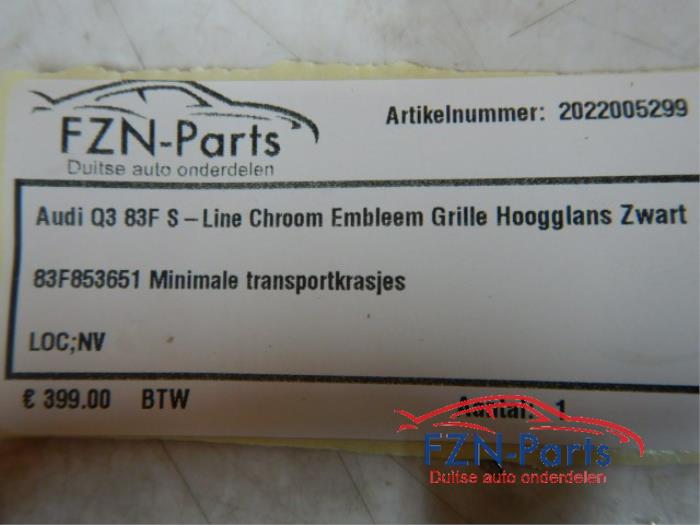 FZN-Parts
Duitse auto onderdelen
Artikelnummer: 2022005299
Audi Q3 83F S-Line Chroom Embleem Grille Hoogglans Zwart
83F853651 Minimale transportkrasjes
LOC;NV
€ 399.00 BTW
Aantal: 1
FZN-Parts
Duitse auto onderdelen